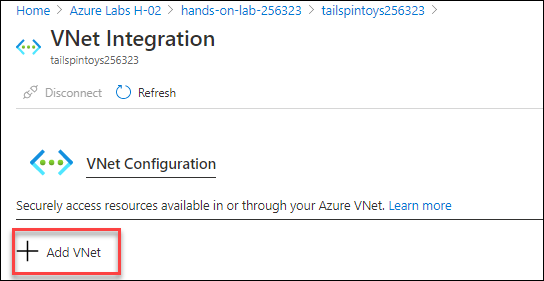 Home > Azure Labs H-02 > hands-on-lab-256323 > tailspintoys256323 >
VNet Integration
tailspintoys256323
Disconnect Refresh
VNet Configuration
Securely access resources available in or through your Azure VNet. Learn more
Add VNet